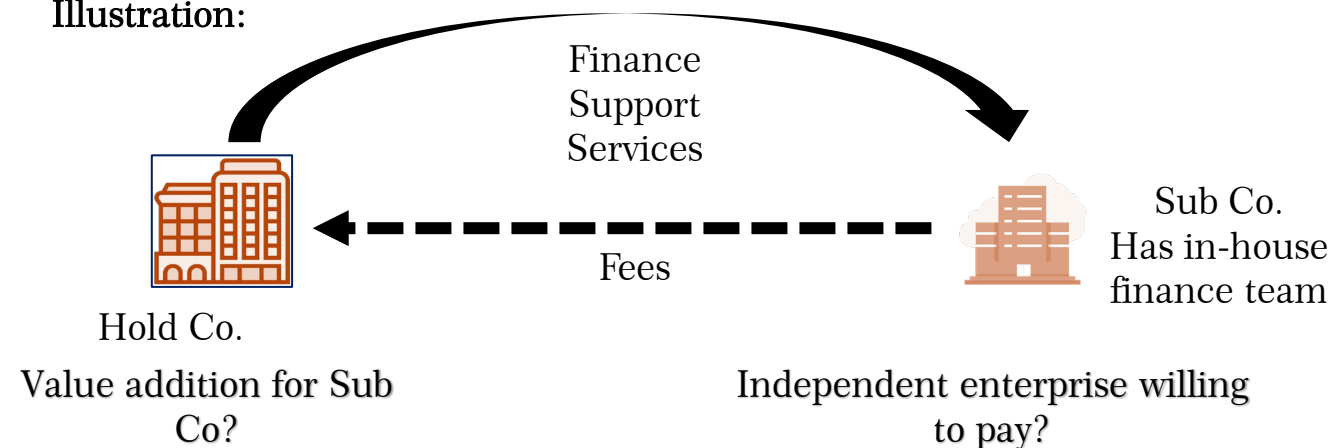 Illustration:
Finance
Support
Services
Fees
Hold Co.
Sub Co.
Has in-house
finance team
Value addition for Sub
Co?
Independent enterprise willing
to pay?